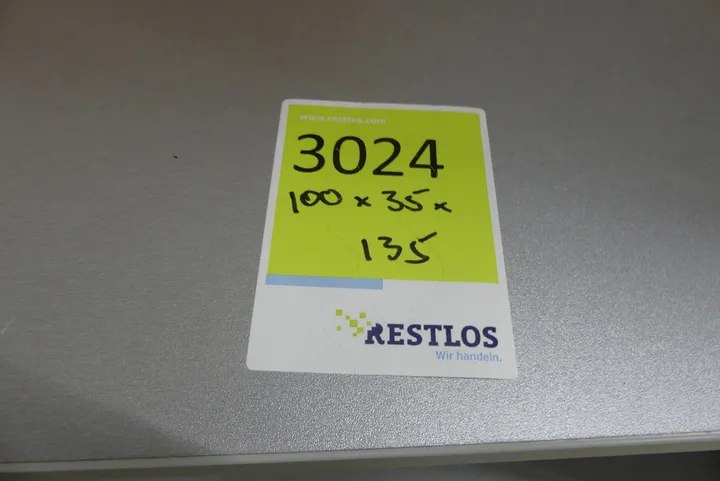 www.restlos.com
3024
100 x 35 x
135
RESTLOS
Wir handeln.